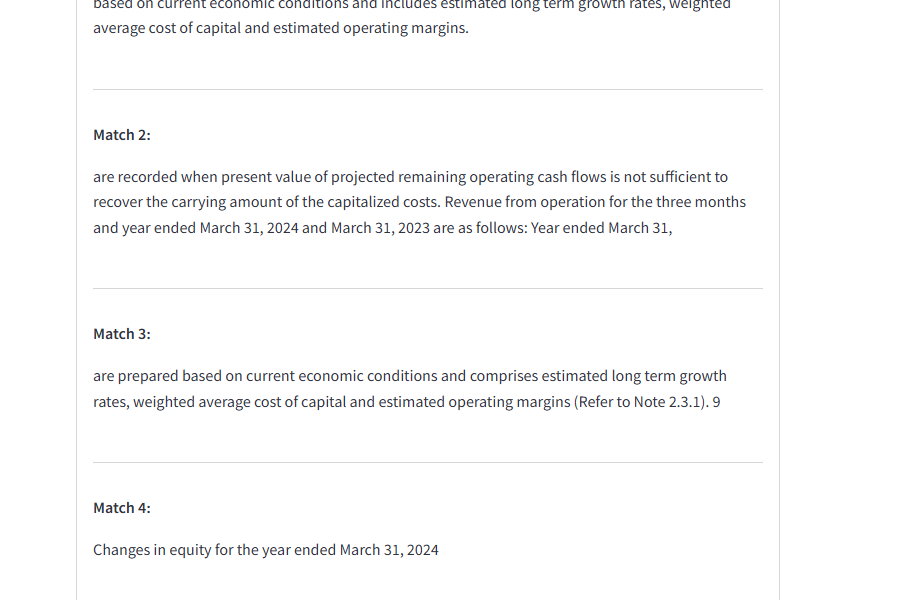 based on current economic conditions and includes estimated long term growth rates, weighted
average cost of capital and estimated operating margins.
Match 2:
are recorded when present value of projected remaining operating cash flows is not sufficient to
recover the carrying amount of the capitalized costs. Revenue from operation for the three months
and year ended March 31, 2024 and March 31, 2023 are as follows: Year ended March 31,
Match 3:
are prepared based on current economic conditions and comprises estimated long term growth
rates, weighted average cost of capital and estimated operating margins (Refer to Note 2.3.1). 9
Match 4:
Changes in equity for the year ended March 31, 2024